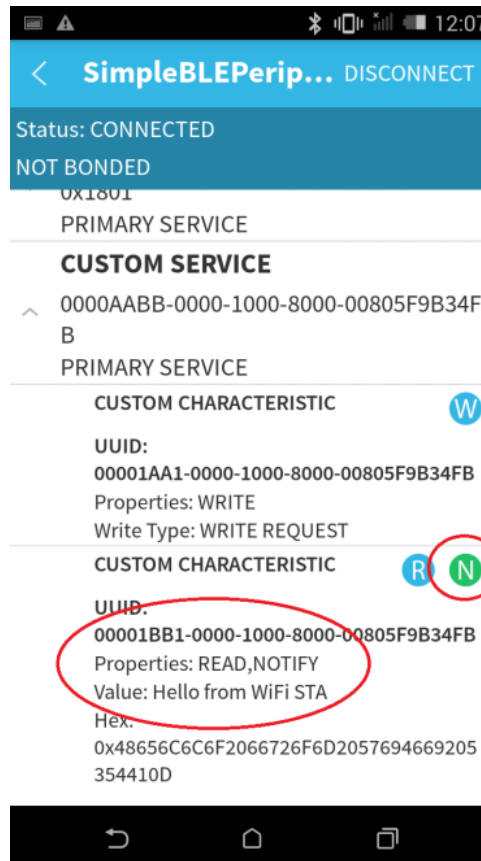 12:07
SimpleBLEPerip... DISCONNECT
Status: CONNECTED
NOT BONDED
0x1801
PRIMARY SERVICE
CUSTOM SERVICE
0000AABB-0000-1000-8000-00805F9B34F
B
PRIMARY SERVICE
CUSTOM CHARACTERISTIC
W
UUID:
00001AA1-0000-1000-8000-00805F9B34FB
Properties: WRITE
Write Type: WRITE REQUEST
CUSTOM CHARACTERISTIC
R N
UUID:
00001BB1-0000-1000-8000-00805F9B34FB
Properties: READ,NOTIFY
Value: Hello from WiFi STA
Hex:
0x48656C6C6F2066726F6D2057694669205
354410D